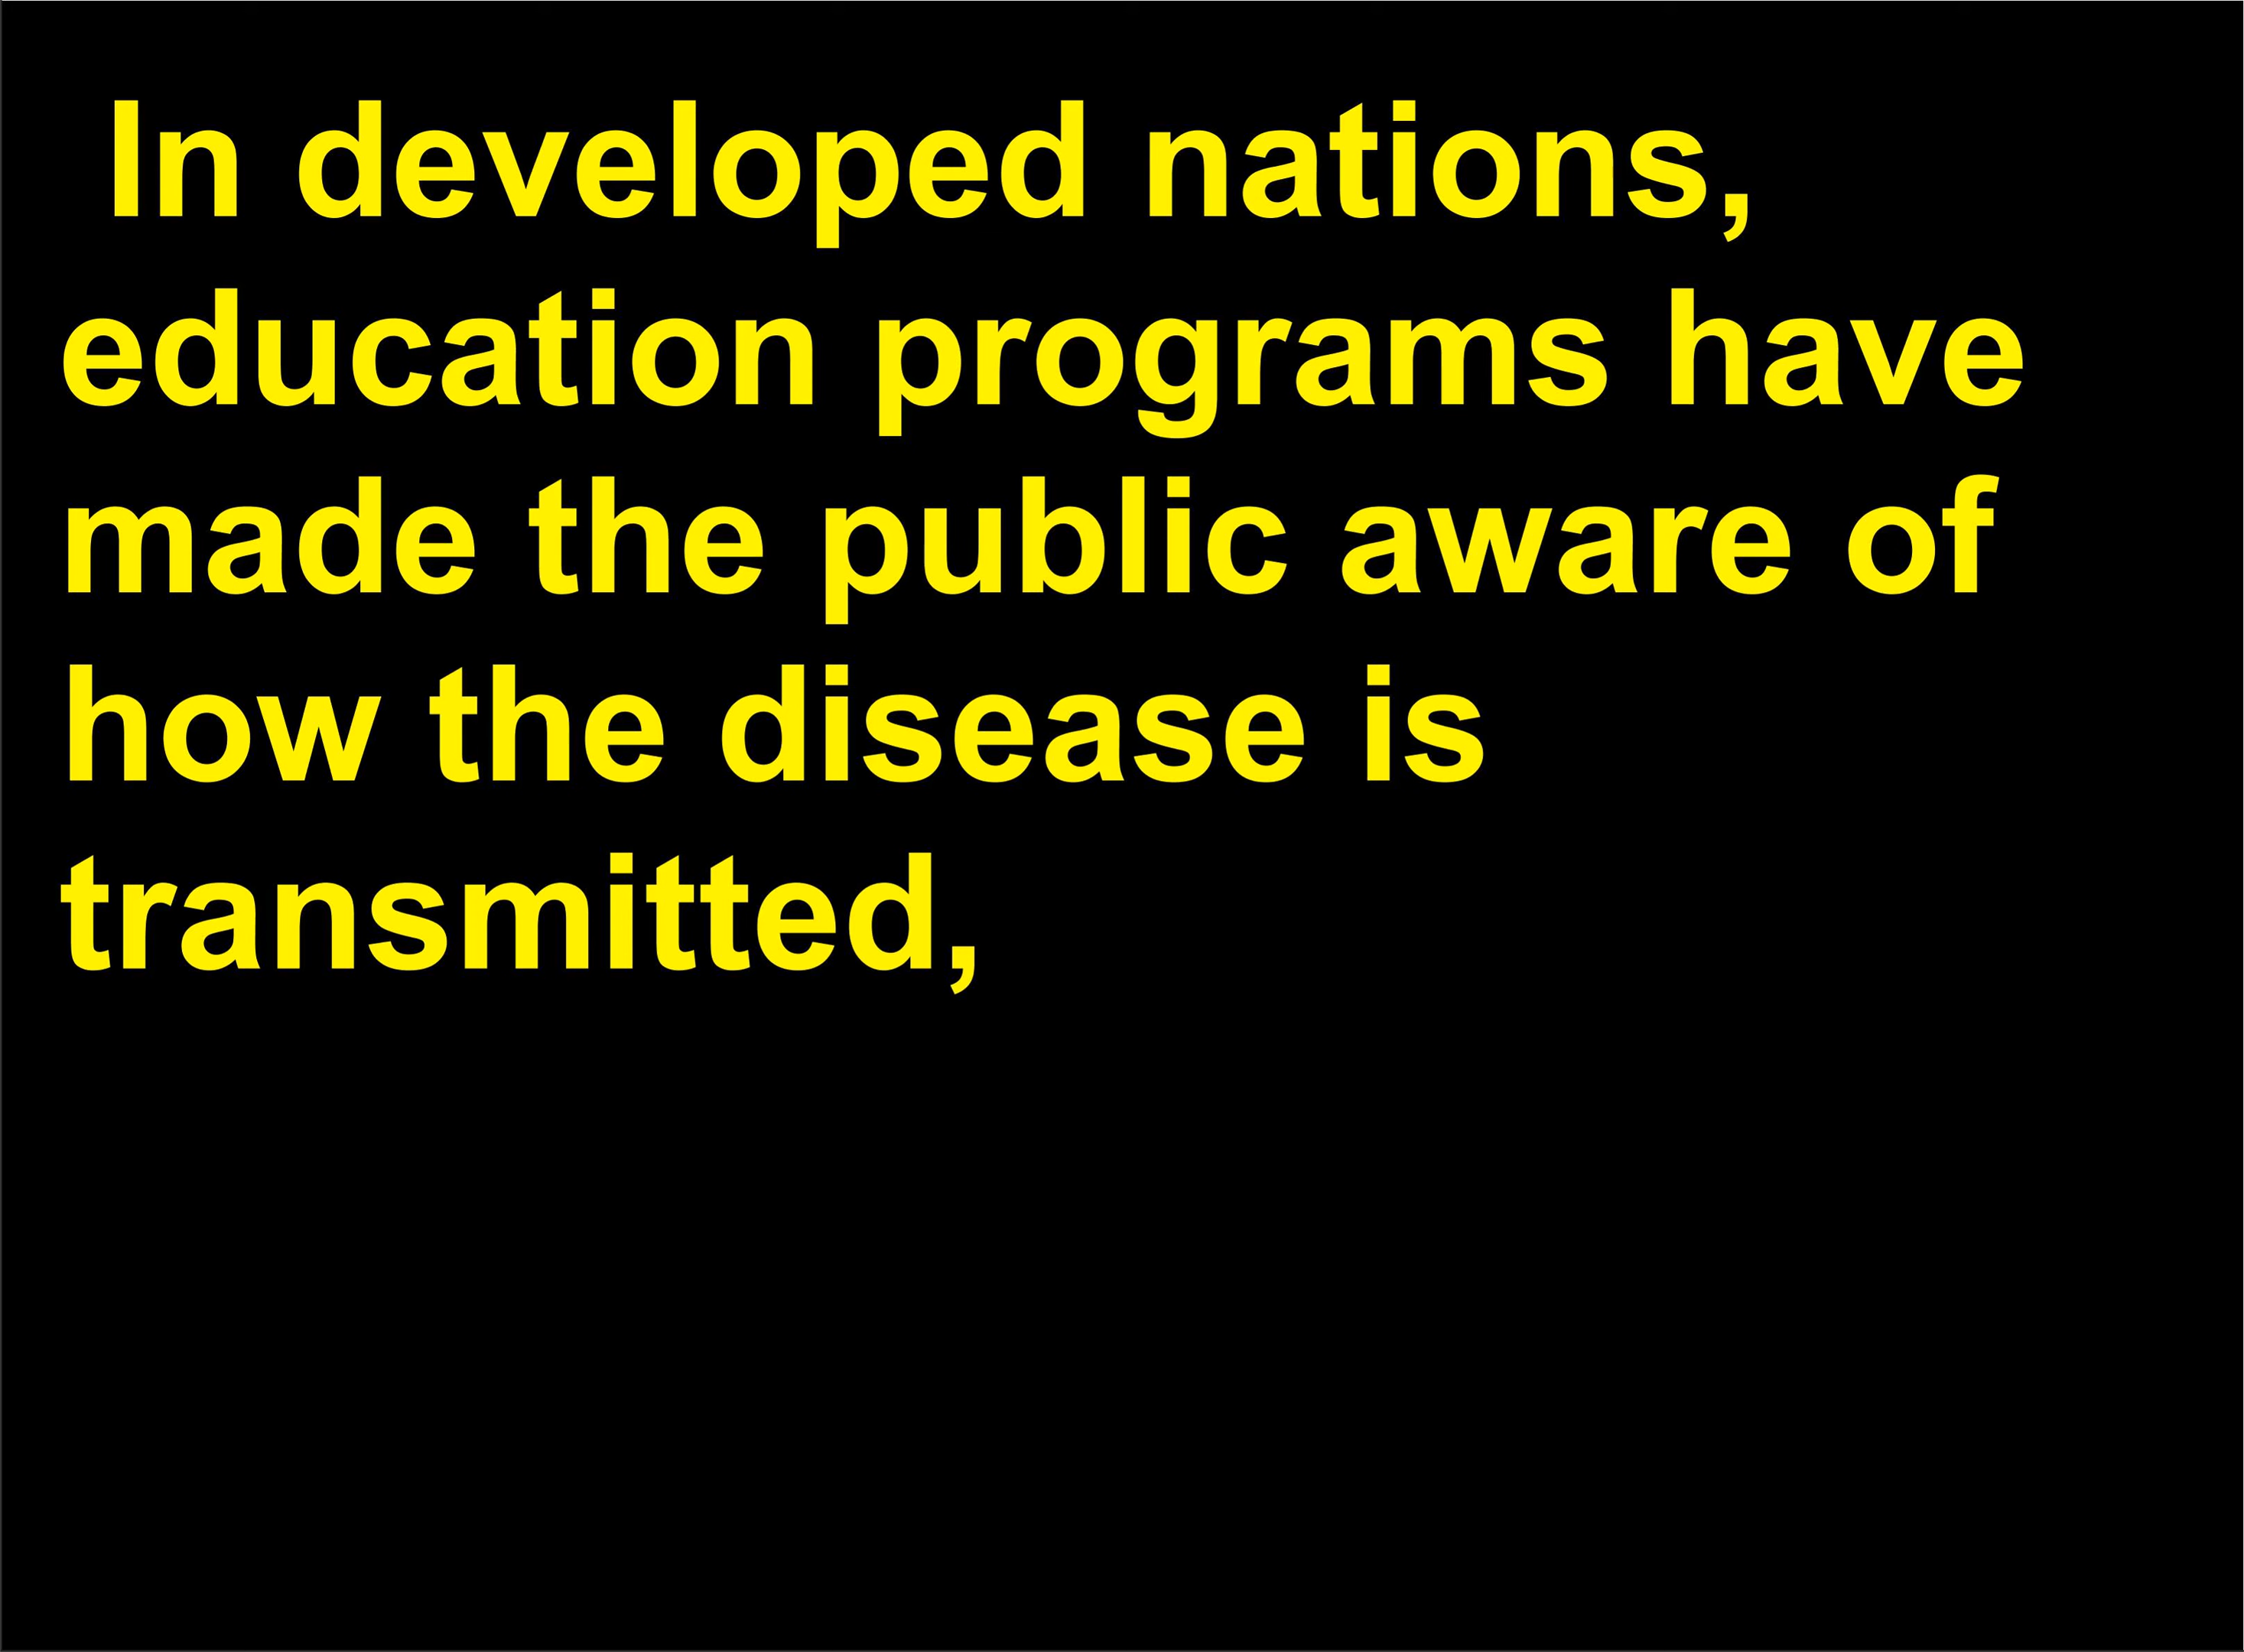 In developed nations,
education programs have
made the public aware of
how the disease is
transmitted,